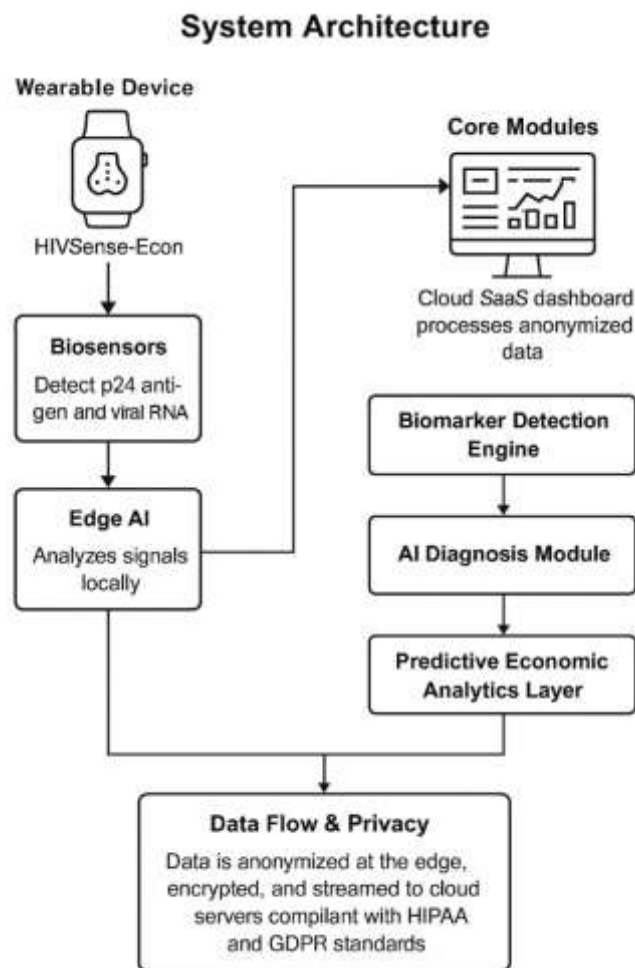 System Architecture
Wearable Device
HIVSense-Econ
Biosensors
Detect p24 anti-
gen and viral RNA
Edge AI
Analyzes signals
locally
Core Modules
Cloud SaaS dashboard
processes anonymized
data
Biomarker Detection
Engine
AI Diagnosis Module
Predictive Economic
Analytics Layer
Data Flow & Privacy
Data is anonymized at the edge,
encrypted, and streamed to cloud
servers compilant with HIPAA
and GDPR standards